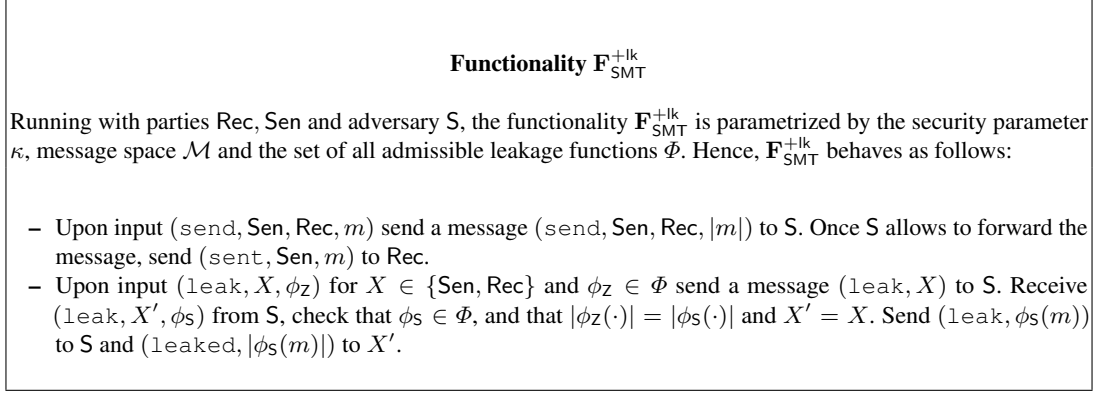 Functionality F^{+lk}_{SMT}
Running with parties Rec, Sen and adversary S, the functionality F^{+lk}_{SMT} is parametrized by the security parameter
κ, message space ℳ and the set of all admissible leakage functions Φ. Hence, F^{+lk}_{SMT} behaves as follows:
– Upon input (send, Sen, Rec, m) send a message (send, Sen, Rec, |m|) to S. Once S allows to forward the
message, send (sent, Sen, m) to Rec.
– Upon input (leak, X, ϕ_Z) for X ∈ {Sen, Rec} and ϕ_Z ∈ Φ send a message (leak, X) to S. Receive
(leak, X′, ϕ_S) from S, check that ϕ_S ∈ Φ, and that |ϕ_Z(·)| = |ϕ_S(·)| and X′ = X. Send (leak, ϕ_S(m))
to S and (leaked, |ϕ_S(m)|) to X′.